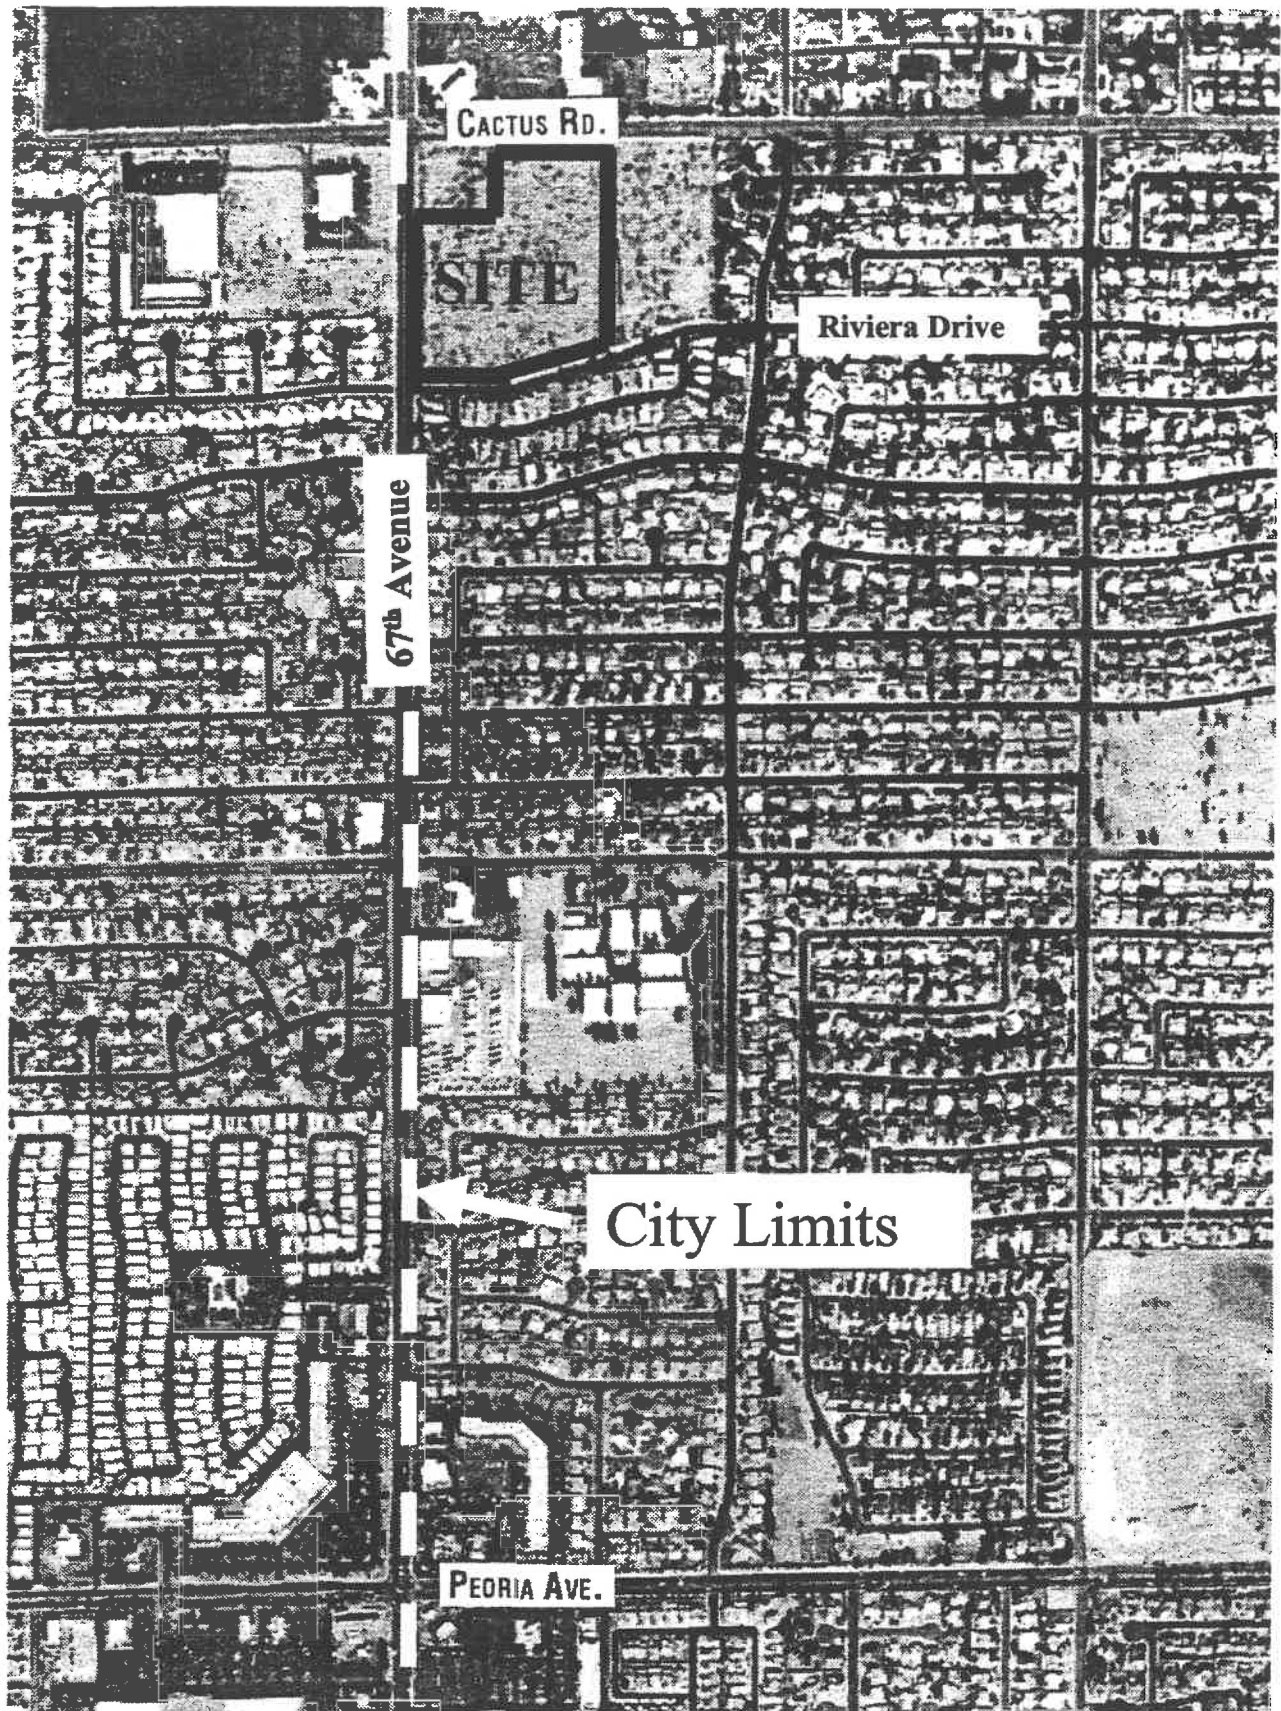 CACTUS RD.
SITE
Riviera Drive
67th Avenue
City Limits
PEORIA AVE.